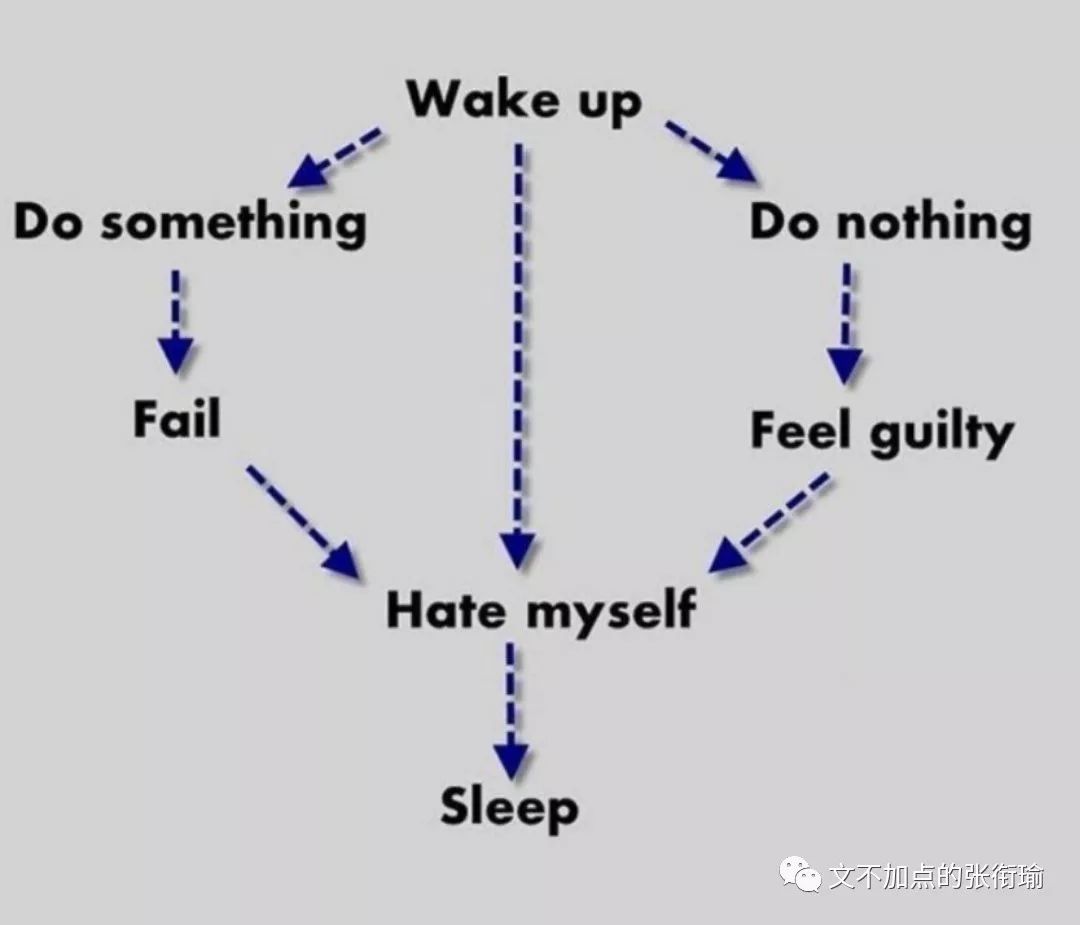 Wake up
Do something
Do nothing
Fail
Feel guilty
Hate myself
Sleep
文不加点的张衔瑜